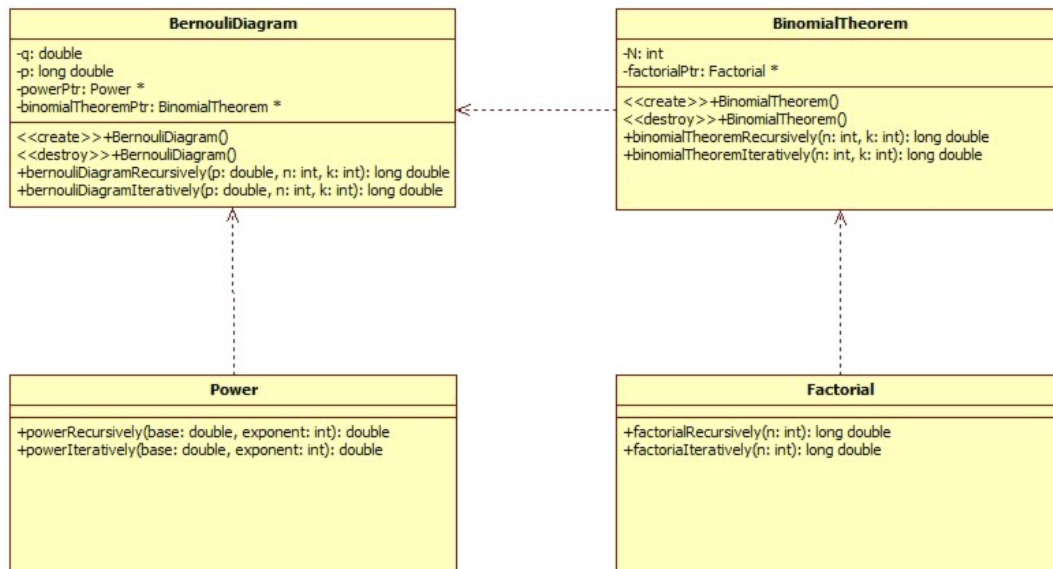 BernouliDiagram
-q: double
-p: long double
-powerPtr: Power *
-binomialTheoremPtr: BinomialTheorem *
<<create>>+BernouliDiagram()
<<destroy>>+BernouliDiagram()
+bernouliDiagramRecursively(p: double, n: int, k: int): long double
+bernouliDiagramIteratively(p: double, n: int, k: int): long double
BinomialTheorem
-N: int
-factorialPtr: Factorial *
<<create>>+BinomialTheorem()
<<destroy>>+BinomialTheorem()
+binomialTheoremRecursively(n: int, k: int): long double
+binomialTheoremIteratively(n: int, k: int): long double
Power
+powerRecursively(base: double, exponent: int): double
+powerIteratively(base: double, exponent: int): double
Factorial
+factorialRecursively(n: int): long double
+factoriaIteratively(n: int): long double